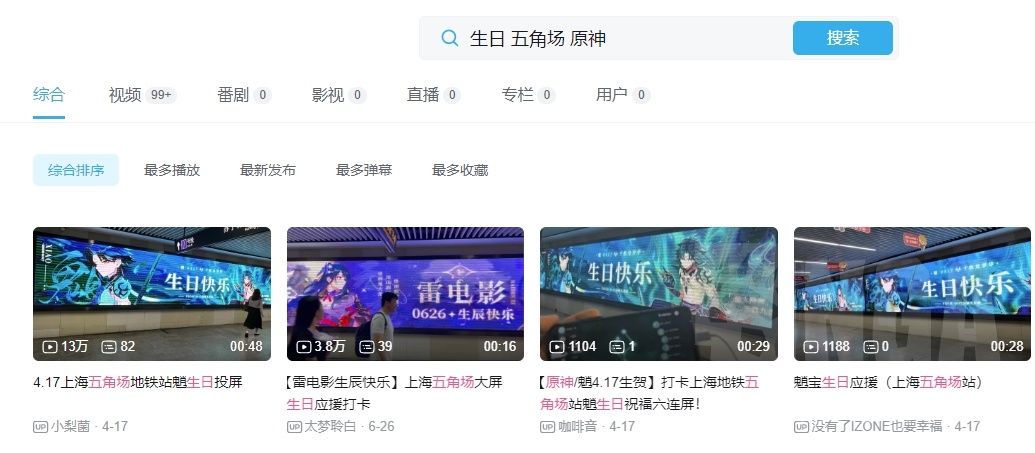 生日 五角场 原神
搜索
综合 视频 99+ 番剧 0 影视 0 直播 0 专栏 0 用户 0
综合排序 最多播放 最新发布 最多弹幕 最多收藏
XIAO
生日快乐
13万 82 00:48
雷电影
0626+生辰快乐
3.8万 39 00:16
生日快乐
1104 1 00:29
生日快乐
生日快乐
NGA
1188 0 00:28
4.17上海五角场地铁站魈生日投屏
UP 小梨菌 · 4-17
【雷电影生辰快乐】上海五角场大屏
生日应援打卡
UP 太梦聆白 · 6-26
【原神/魈4.17生贺】打卡上海地铁五
角场站魈生日祝福六连屏！
UP 咖啡音 · 4-17
魈宝生日应援（上海五角场站）
UP 没有了IZONE也要幸福 · 4-17